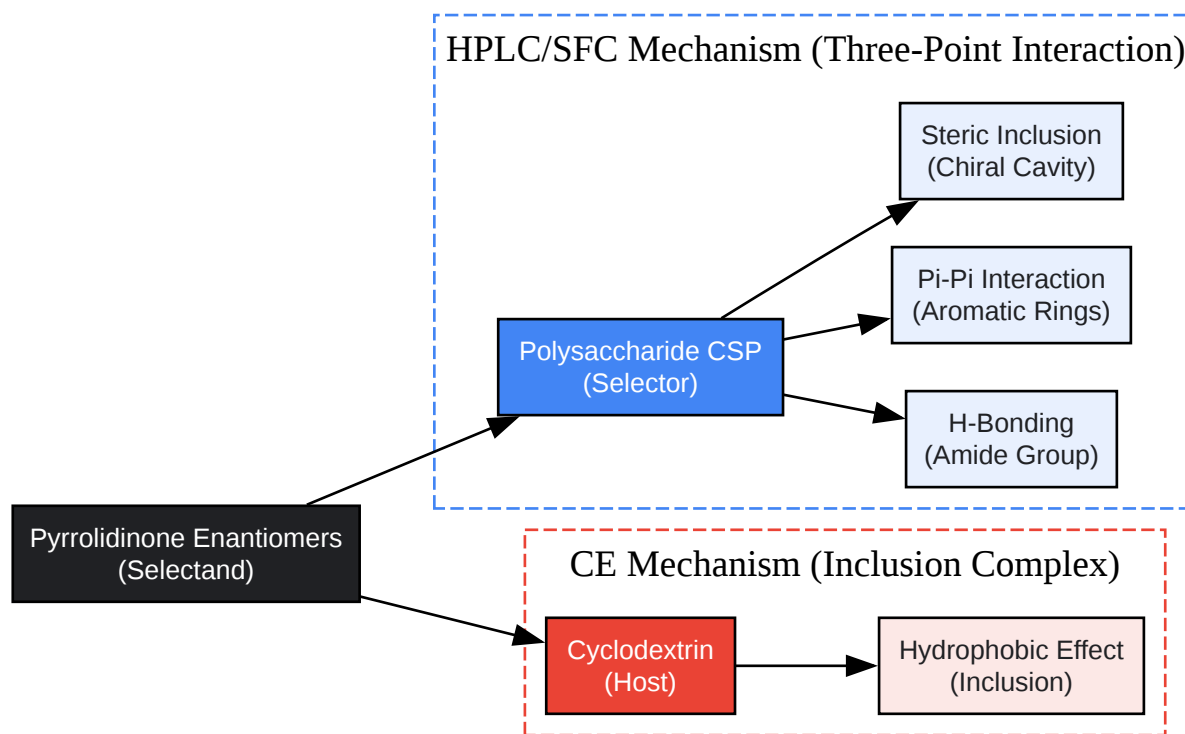 HPLC/SFC Mechanism (Three-Point Interaction)
Steric Inclusion
(Chiral Cavity)
Pi-Pi Interaction
(Aromatic Rings)
Polysaccharide CSP
(Selector)
H-Bonding
(Amide Group)
Pyrrolidinone Enantiomers
(Selectand)
CE Mechanism (Inclusion Complex)
Cyclodextrin
(Host)
Hydrophobic Effect
(Inclusion)